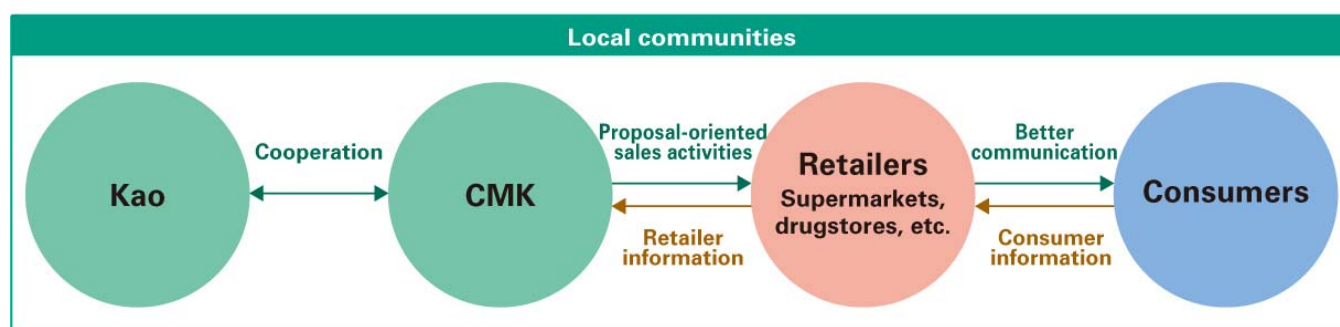 Local communities
Kao
Cooperation
CMK
Proposal-oriented
sales activities
Retailer
information
Retailers
Supermarkets,
drugstores, etc.
Better
communication
Consumer
information
Consumers